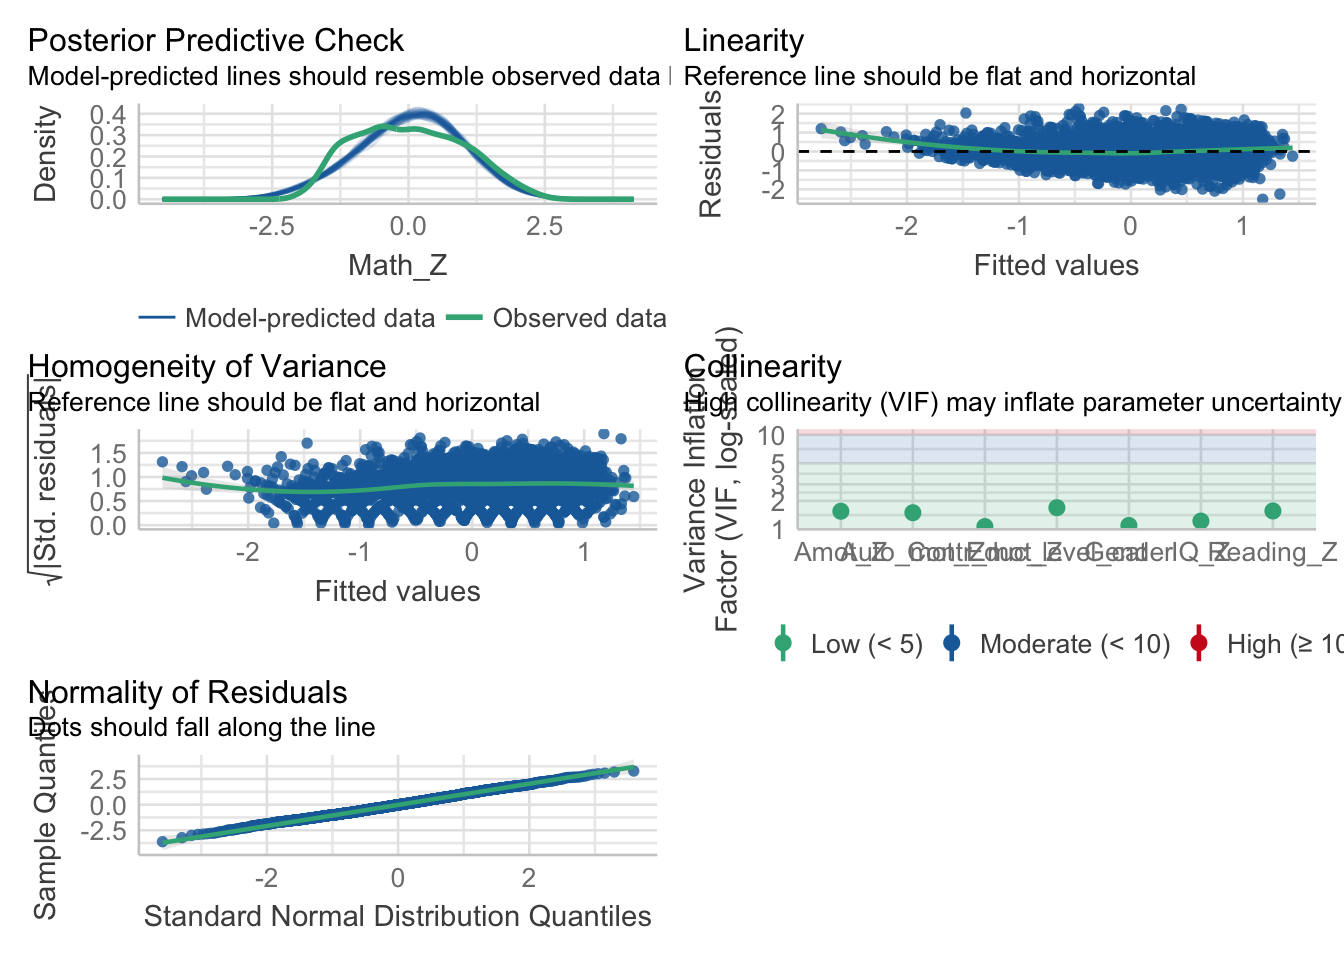 Posterior Predictive Check
Model-predicted lines should resemble observed data
Density
0.4
0.3
0.2
0.1
0.0
-2.5 0.0 2.5
Math_Z
Model-predicted data Observed data
Linearity
Reference line should be flat and horizontal
Residuals
2
1
0
-1
-2
-2 -1 0 1
Fitted values
Homogeneity of Variance
Reference line should be flat and horizontal
√|Std. residuals|
1.5
1.0
0.5
0.0
-2 -1 0 1
Fitted values
Collinearity
High collinearity (VIF) may inflate parameter uncertainty
Variance Inflation
Factor (VIF, log-scaled)
10
5
3
2
1
Gender IQ_Z Reading_Z
Low (< 5) Moderate (< 10) High (≥ 10
Normality of Residuals
Dots should fall along the line
Sample Quantiles
2.5
0.0
-2.5
-2 0 2
Standard Normal Distribution Quantiles